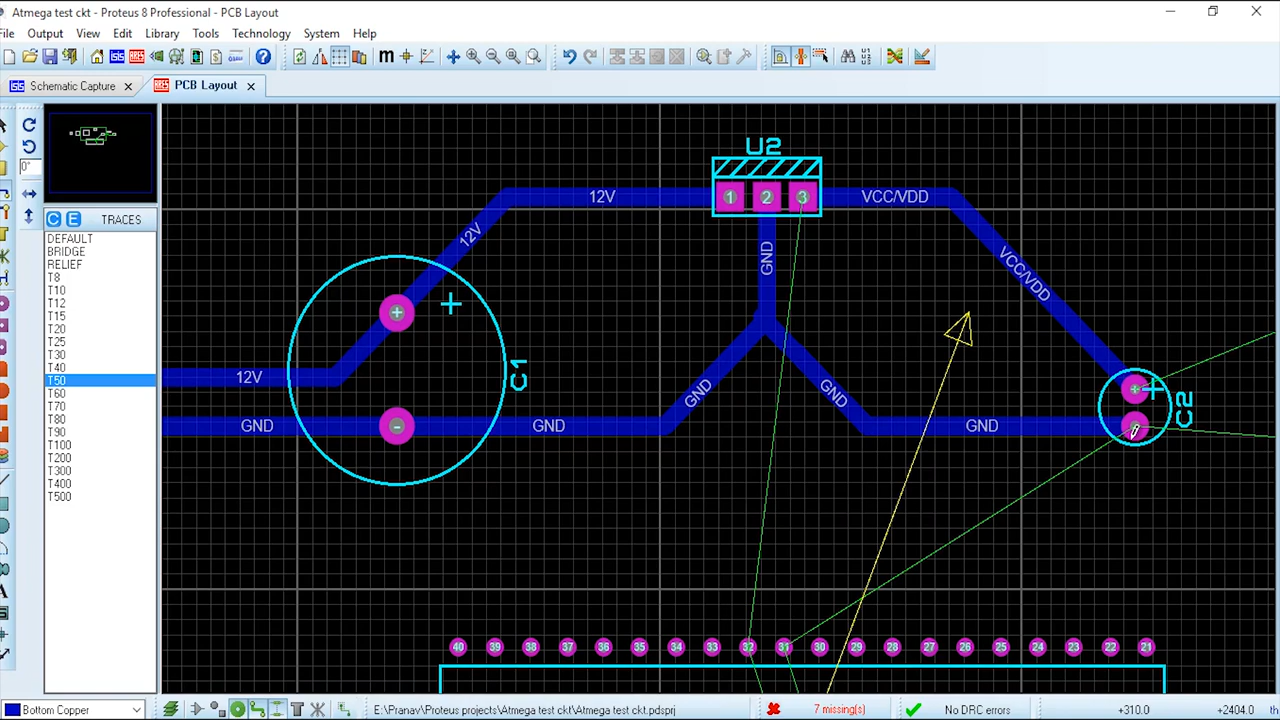 Atmega test ckt - Proteus 8 Professional - PCB Layout
File Output View Edit Library Tools Technology System Help
Schematic Capture
PCB Layout
0°
C E TRACES
DEFAULT
BRIDGE
RELIEF
T8
T10
T12
T15
T20
T25
T30
T40
T50
T60
T70
T80
T90
T100
T200
T300
T400
T500
U2
12V 1 2 3 VCC/VDD
12V
GND
VCC/VDD
+ +
C1
12V
GND
GND
+ +
C2
GND - GND GND
40 39 38 37 36 35 34 33 32 31 30 29 28 27 26 25 24 23 22 21
Bottom Copper
E:\Pranav\Proteus projects\Atmega test ckt\Atmega test ckt.pdsprj
7 missing(s)
No DRC errors
+310.0
+2404.0